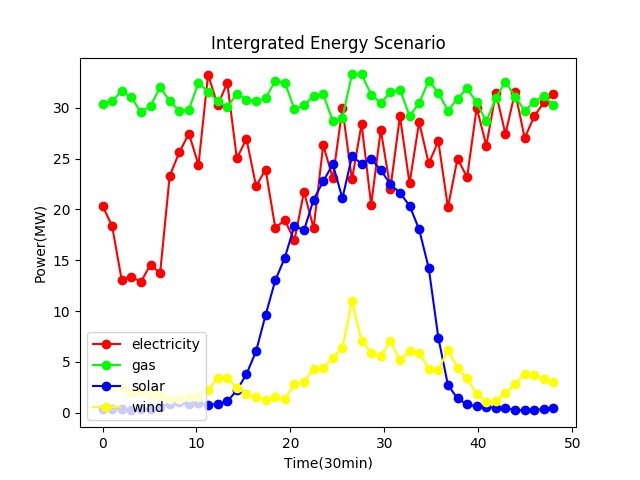 Intergrated Energy Scenario
Power(MW)
30
25
20
15
10
5
0
electricity
gas
solar
wind
0 10 20 30 40 50
Time(30min)